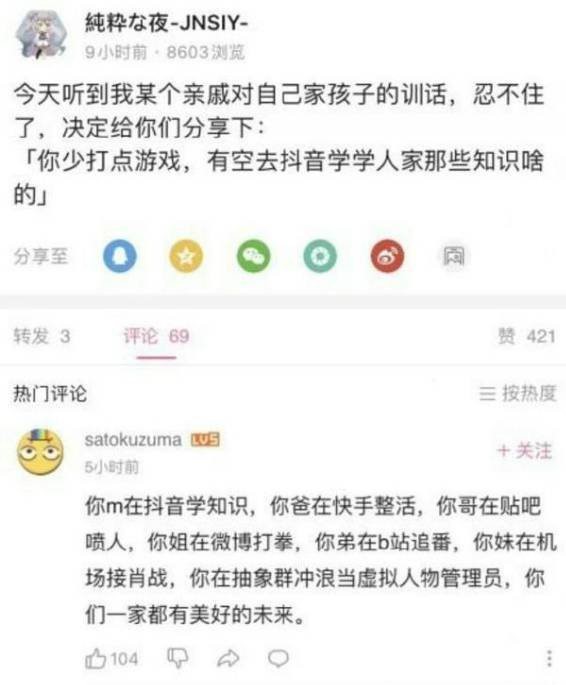 純粋な夜-JNSIY-
9小时前 · 8603浏览
今天听到我某个亲戚对自己家孩子的训话，忍不住
了，决定给你们分享下：
「你少打点游戏，有空去抖音学学人家那些知识啥
的」
分享至
转发 3 评论 69 赞 421
热门评论 按热度
satokuzuma LV5
5小时前 + 关注
你m在抖音学知识，你爸在快手整活，你哥在贴吧
喷人，你姐在微博打拳，你弟在b站追番，你妹在机
场接肖战，你在抽象群冲浪当虚拟人物管理员，你
们一家都有美好的未来。
104